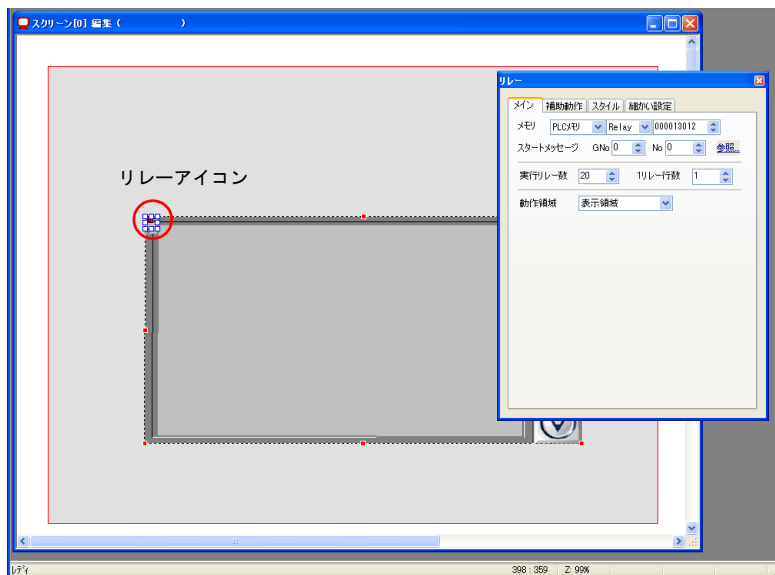 スクリーン[0] 編集 (　　　　　)
リレー
メイン 補助動作 スタイル 細かい設定
メモリ PLCメモリ Relay 000013012
スタートメッセージ GNo 0 No 0 参照...
実行リレー数 20 1リレー行数 1
動作領域 表示領域
リレーアイコン
レディ 398 : 359 Z: 99%